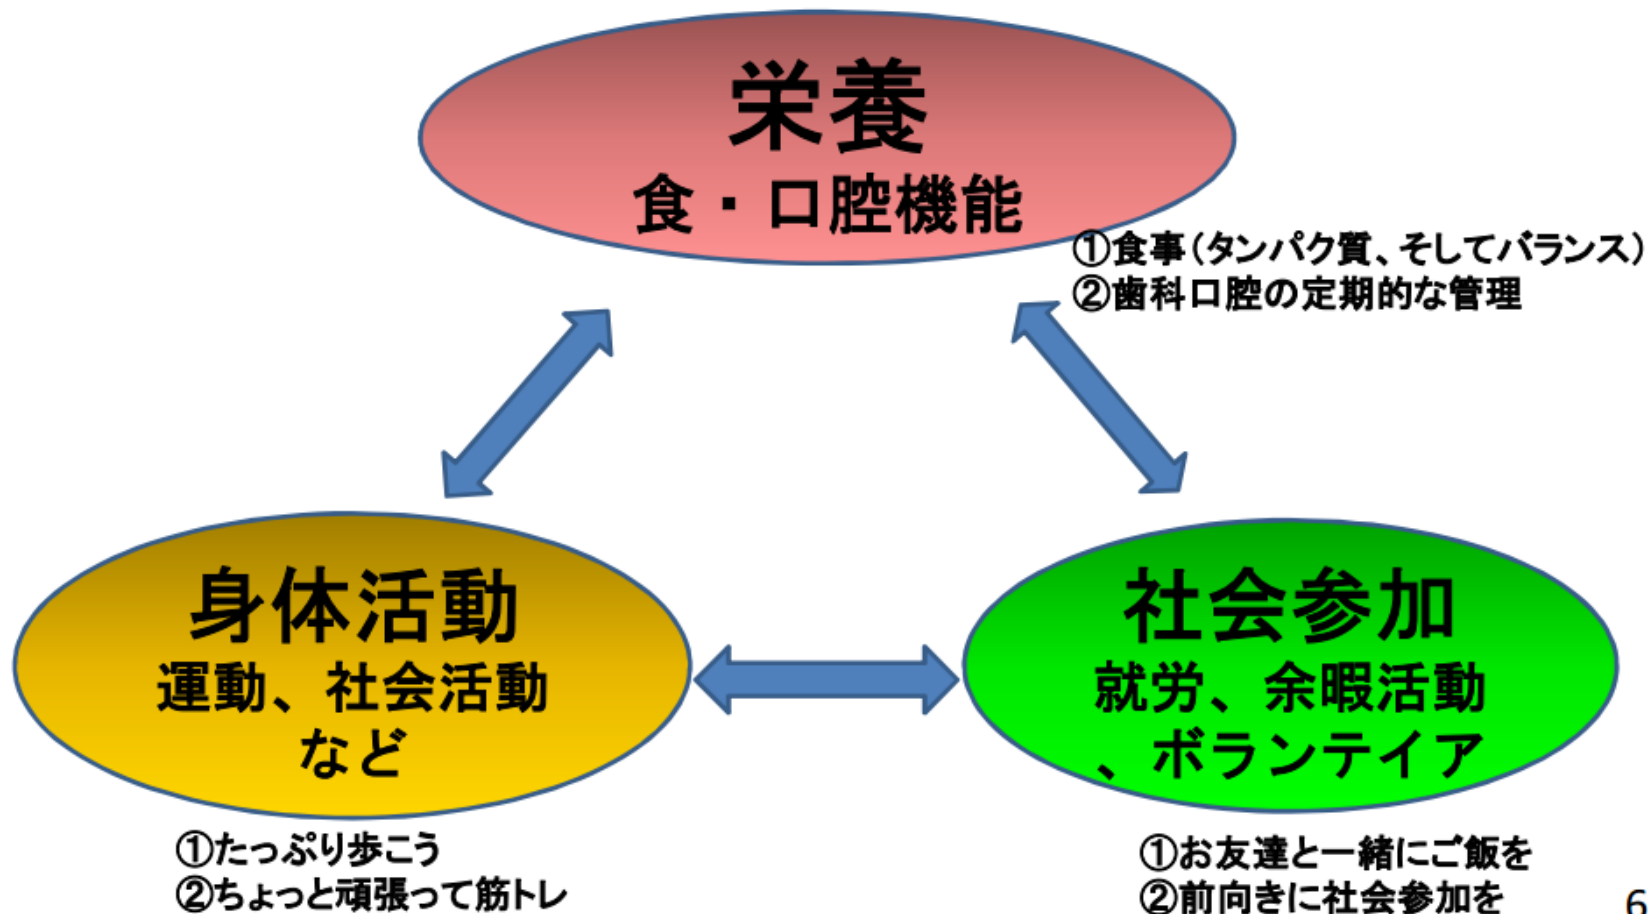 栄養
食・口腔機能
①食事(タンパク質、そしてバランス)
②歯科口腔の定期的な管理
身体活動
運動、社会活動
など
①たっぷり歩こう
②ちょっと頑張って筋トレ
社会参加
就労、余暇活動
、ボランテイア
①お友達と一緒にご飯を
②前向きに社会参加を
6